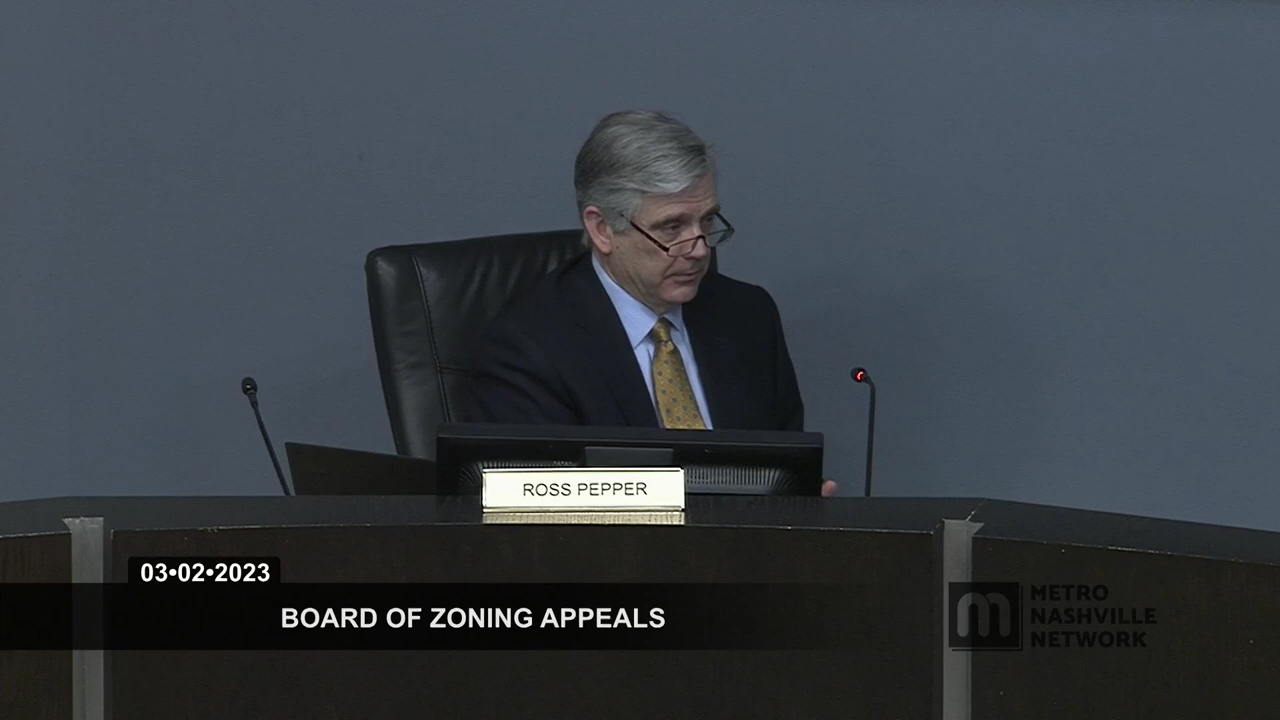 ROSS PEPPER
03•02•2023
BOARD OF ZONING APPEALS
m
METRO
NASHVILLE
NETWORK